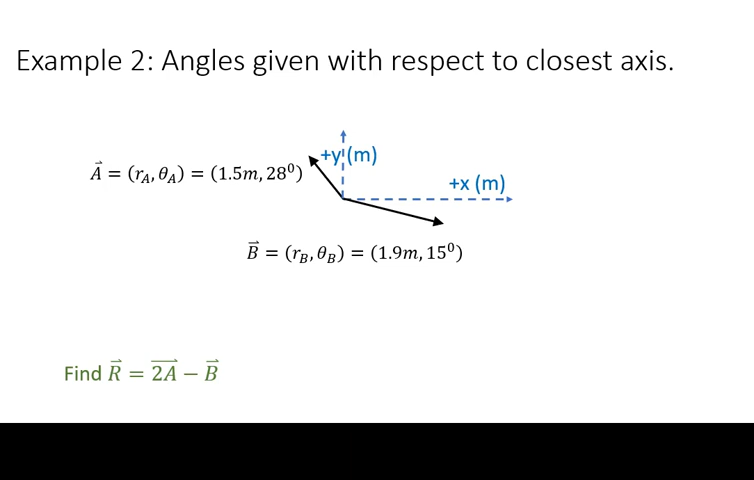 Example 2: Angles given with respect to closest axis.
+y (m)
A⃗ = (r_A, θ_A) = (1.5m, 28⁰)
+x (m)
B⃗ = (r_B, θ_B) = (1.9m, 15⁰)
Find R⃗ = 2A⃗ − B⃗